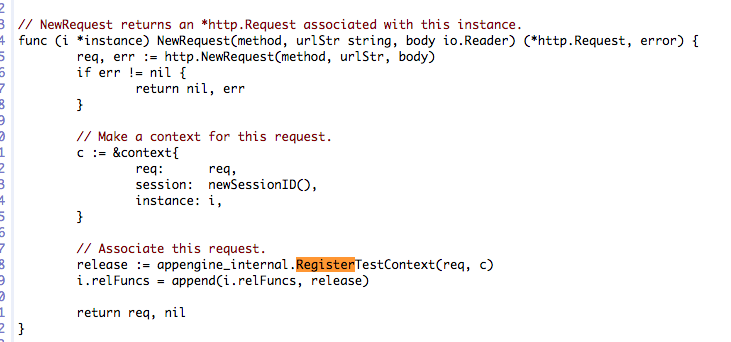 2
3 // NewRequest returns an *http.Request associated with this instance.
4 func (i *instance) NewRequest(method, urlStr string, body io.Reader) (*http.Request, error) {
5 req, err := http.NewRequest(method, urlStr, body)
6 if err != nil {
7 return nil, err
8 }
9
0 // Make a context for this request.
1 c := &context{
2 req: req,
3 session: newSessionID(),
4 instance: i,
5 }
6
7 // Associate this request.
8 release := appengine_internal.RegisterTestContext(req, c)
9 i.relFuncs = append(i.relFuncs, release)
0
1 return req, nil
2 }